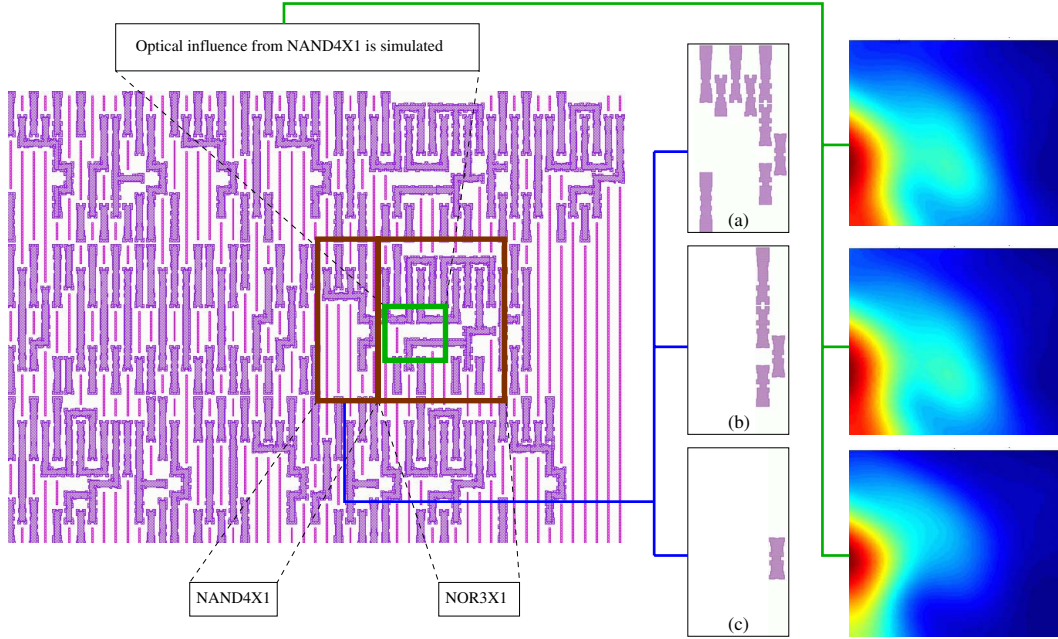 Optical influence from NAND4X1 is simulated
(a)
(b)
(c)
NAND4X1
NOR3X1